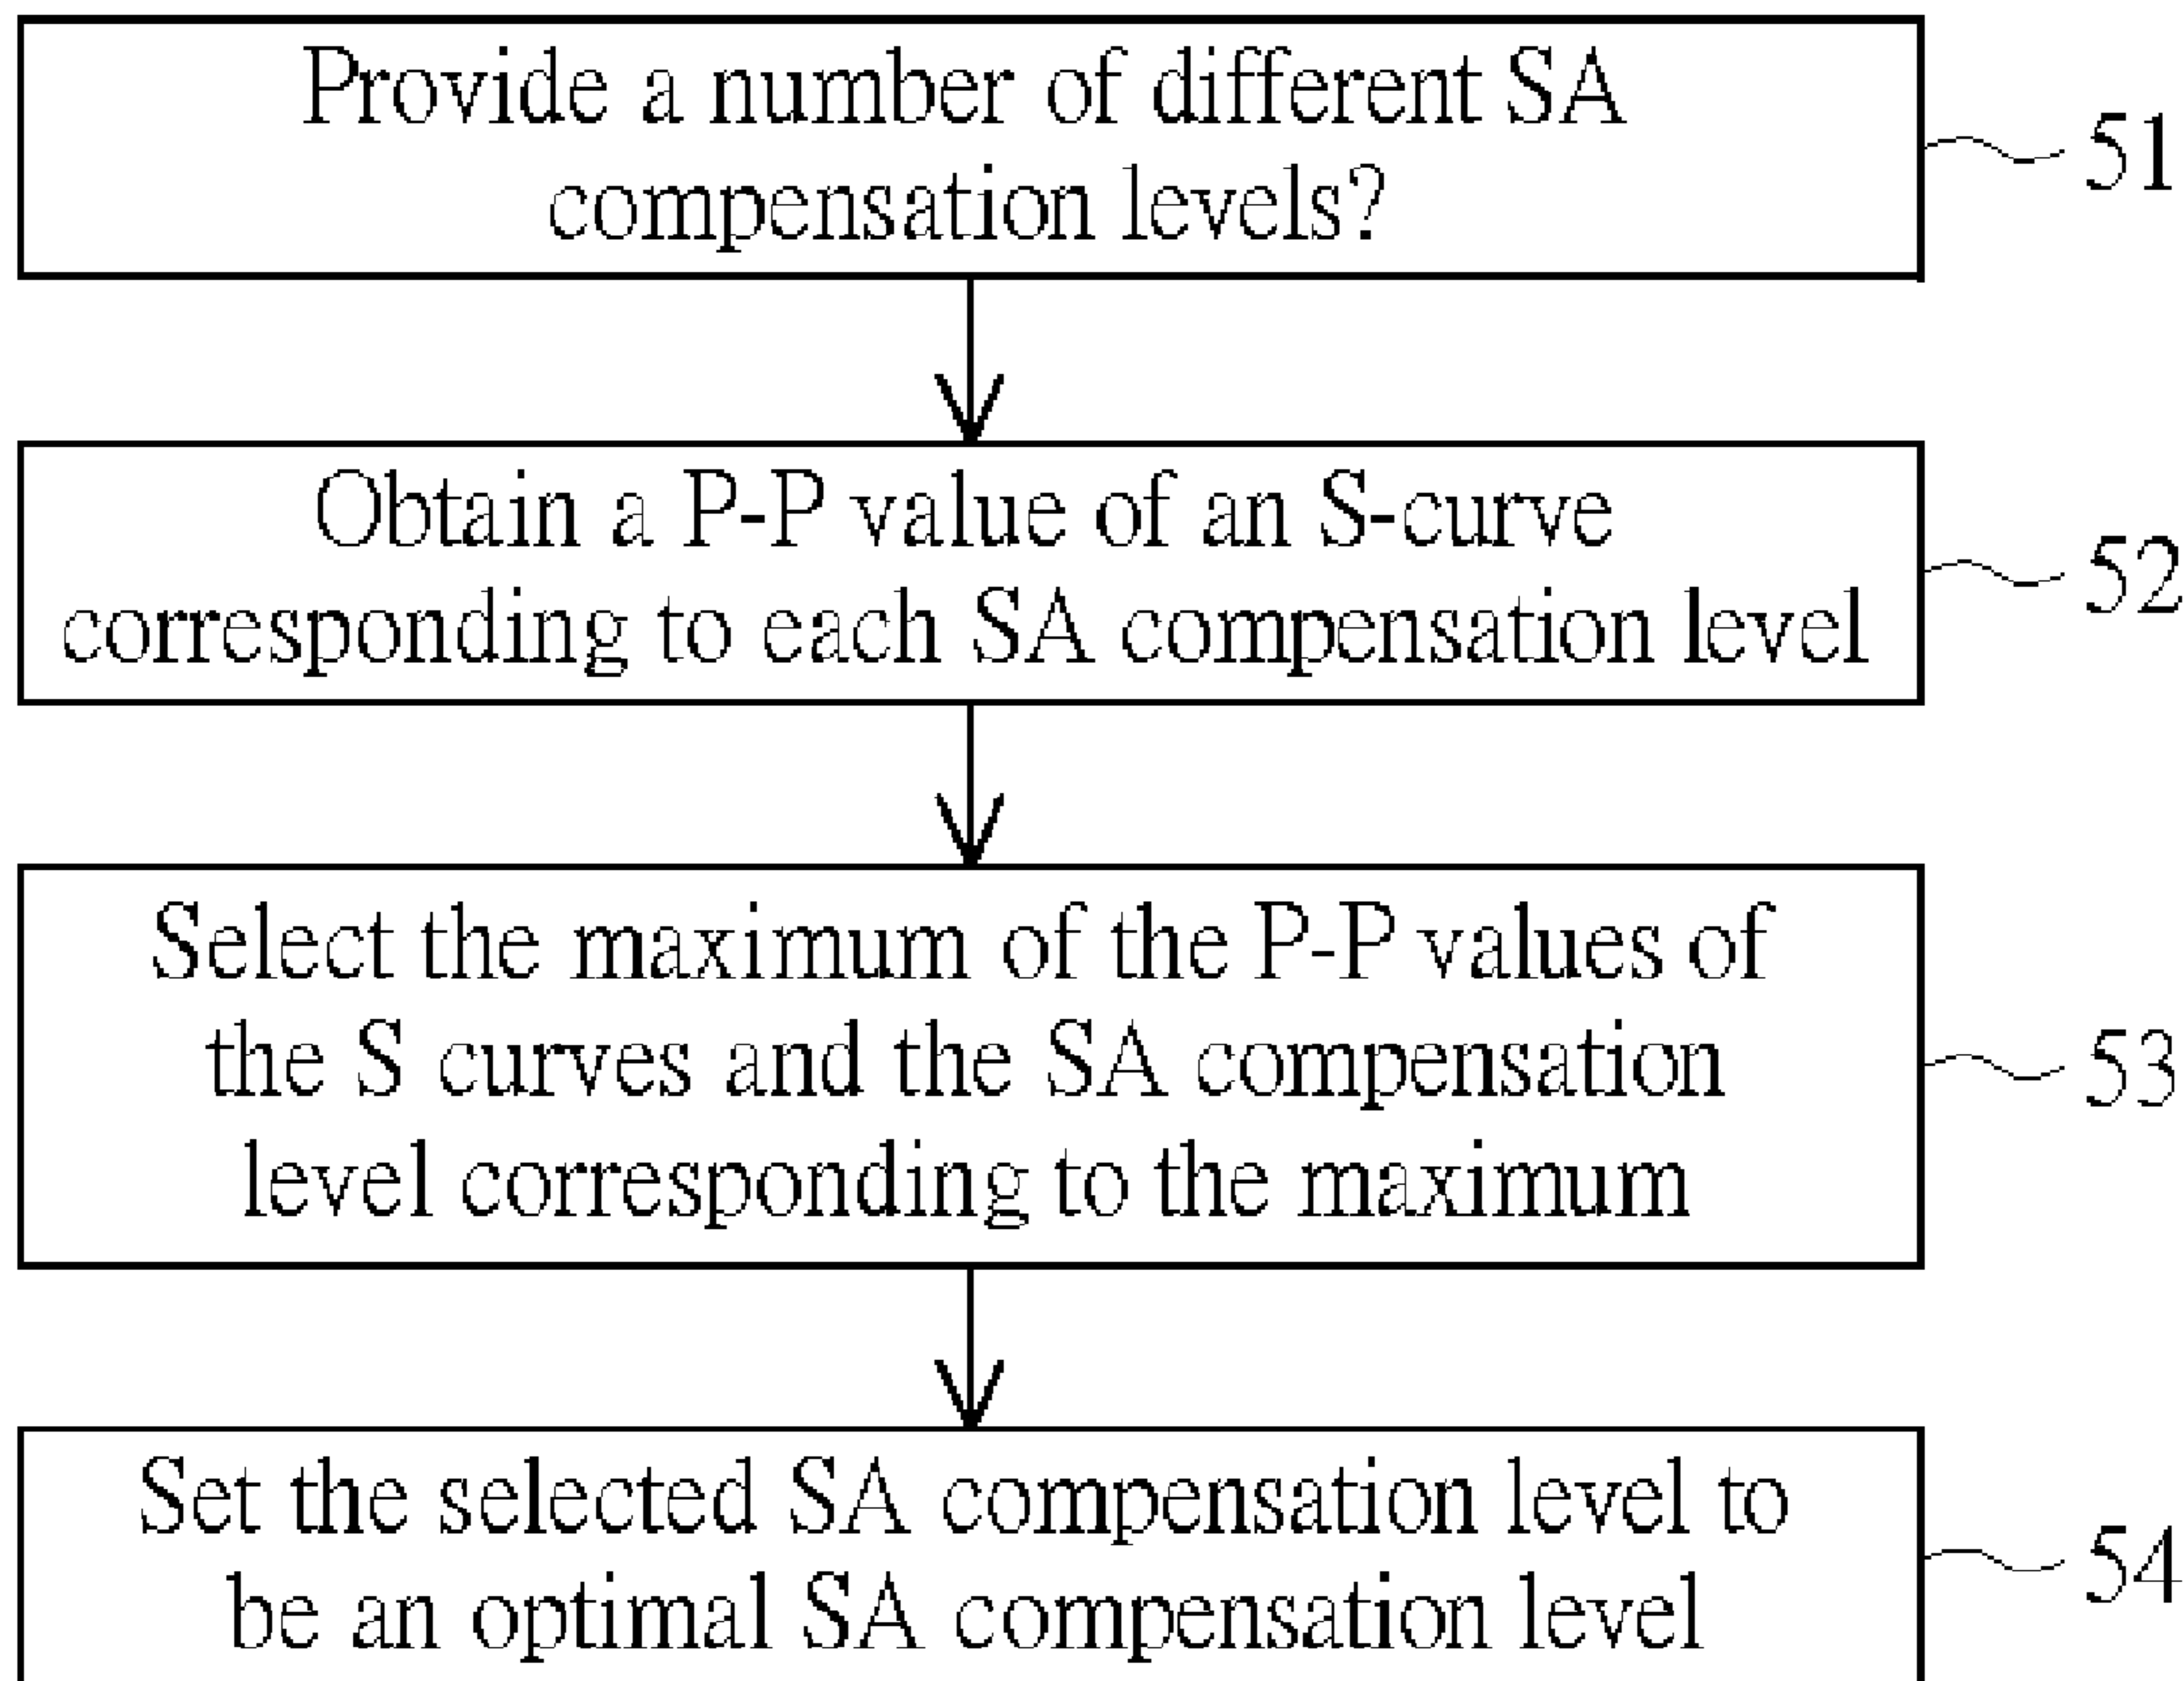 Provide a number of different SA
compensation levels?
51
Obtain a P-P value of an S-curve
corresponding to each SA compensation level
52
Select the maximum of the P-P values of
the S curves and the SA compensation
level corresponding to the maximum
53
Set the selected SA compensation level to
be an optimal SA compensation level
54